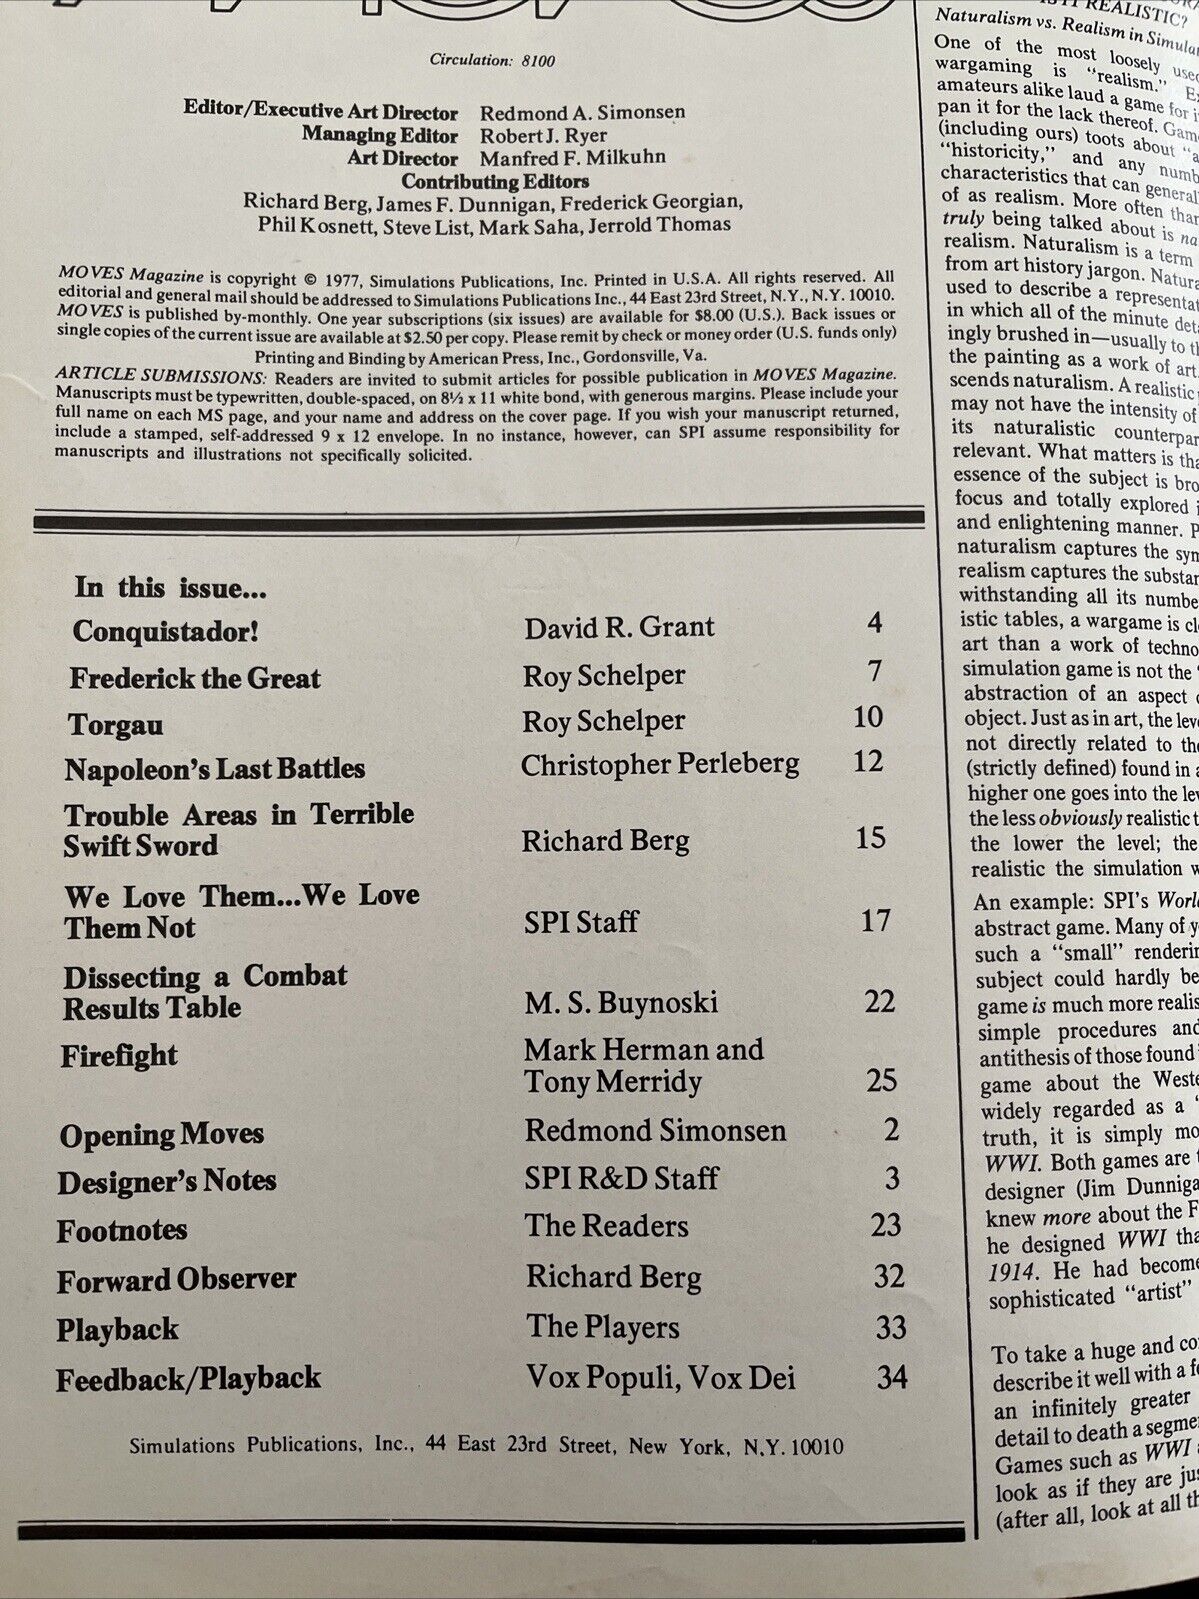 Circulation: 8100
Editor/Executive Art Director Redmond A. Simonsen
Managing Editor Robert J. Ryer
Art Director Manfred F. Milkuhn
Contributing Editors
Richard Berg, James F. Dunnigan, Frederick Georgian,
Phil Kosnett, Steve List, Mark Saha, Jerrold Thomas
MOVES Magazine is copyright © 1977, Simulations Publications, Inc. Printed in U.S.A. All rights reserved. All
editorial and general mail should be addressed to Simulations Publications Inc., 44 East 23rd Street, N.Y., N.Y. 10010.
MOVES is published by-monthly. One year subscriptions (six issues) are available for $8.00 (U.S.). Back issues or
single copies of the current issue are available at $2.50 per copy. Please remit by check or money order (U.S. funds only)
Printing and Binding by American Press, Inc., Gordonsville, Va.
ARTICLE SUBMISSIONS: Readers are invited to submit articles for possible publication in MOVES Magazine.
Manuscripts must be typewritten, double-spaced, on 8½ x 11 white bond, with generous margins. Please include your
full name on each MS page, and your name and address on the cover page. If you wish your manuscript returned,
include a stamped, self-addressed 9 x 12 envelope. In no instance, however, can SPI assume responsibility for
manuscripts and illustrations not specifically solicited.
In this issue...
Conquistador! David R. Grant 4
Frederick the Great Roy Schelper 7
Torgau Roy Schelper 10
Napoleon's Last Battles Christopher Perleberg 12
Trouble Areas in Terrible
Swift Sword Richard Berg 15
We Love Them...We Love
Them Not SPI Staff 17
Dissecting a Combat
Results Table M. S. Buynoski 22
Firefight Mark Herman and
Tony Merridy 25
Opening Moves Redmond Simonsen 2
Designer's Notes SPI R&D Staff 3
Footnotes The Readers 23
Forward Observer Richard Berg 32
Playback The Players 33
Feedback/Playback Vox Populi, Vox Dei 34
Simulations Publications, Inc., 44 East 23rd Street, New York, N.Y. 10010
IS IT REALISTIC?
Naturalism vs. Realism in
One of the most loosely
wargaming is "realism."
amateurs alike laud a game for
pan it for the lack thereof.
(including ours) toots about
"historicity," and any
characteristics that can
of as realism. More often than
truly being talked about is
realism. Naturalism is a term
from art history jargon.
used to describe a
in which all of the minute
ingly brushed in—usually to
the painting as a work of art.
scends naturalism. A realistic
may not have the intensity of
its naturalistic
relevant. What matters is
essence of the subject is
focus and totally explored
and enlightening manner.
naturalism captures the
realism captures the
withstanding all its
istic tables, a wargame is
art than a work of
simulation game is not the
abstraction of an aspect
object. Just as in art, the
not directly related to the
(strictly defined) found in
higher one goes into the
the less obviously realistic
the lower the level; the
realistic the simulation
An example: SPI's
abstract game. Many of
such a "small"
subject could hardly be
game is much more
simple procedures and
antithesis of those found
game about the
widely regarded as a
truth, it is simply
WWI. Both games are
designer (Jim
knew more about the
he designed WWI
1914. He had become
sophisticated "artist"
To take a huge and
describe it well with a
an infinitely greater
detail to death a
Games such as WWI
look as if they are
(after all, look at all